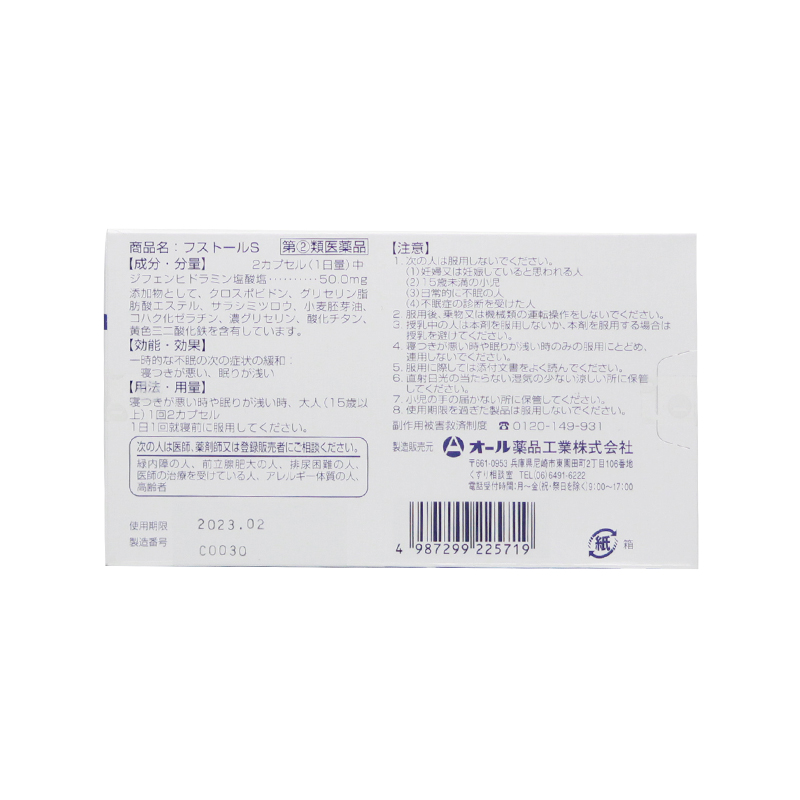 商品名：フストールS 指②類医薬品
【成分・分量】 2カプセル(1日量)中
ジフェンヒドラミン塩酸塩………50.0mg
添加物として、クロスポビドン、グリセリン脂
肪酸エステル、サラシミツロウ、小麦胚芽油、
コハク化ゼラチン、濃グリセリン、酸化チタン、
黄色三二酸化鉄を含有しています。
【効能・効果】
一時的な不眠の次の症状の緩和：
寝つきが悪い、眠りが浅い
【用法・用量】
寝つきが悪い時や眠りが浅い時、大人(15歳以
上)1回2カプセル
1日1回就寝前に服用してください。
次の人は医師、薬剤師又は登録販売者にご相談ください。
緑内障の人、前立腺肥大の人、排尿困難の人、
医師の治療を受けている人、アレルギー体質の人、
高齢者
使用期限 2023.02
製造番号 C003Q
【注意】
1. 次の人は服用しないでください。
(1)妊婦又は妊娠していると思われる人
(2)15歳未満の小児
(3)日常的に不眠の人
(4)不眠症の診断を受けた人
2. 服用後、乗物又は機械類の運転操作をしないでください。
3. 授乳中の人は本剤を服用しないか、本剤を服用する場合は
授乳を避けてください。
4. 寝つきが悪い時や眠りが浅い時のみの服用にとどめ、
連用しないでください。
5. 服用に際しては添付文書をよく読んでください。
6. 直射日光の当たらない湿気の少ない涼しい所に保管
してください。
7. 小児の手の届かない所に保管してください。
8. 使用期限を過ぎた製品は服用しないでください。
副作用被害救済制度 ☎0120-149-931
製造販売元 オール薬品工業株式会社
〒661-0953 兵庫県尼崎市東園田町2丁目106番地
くすり相談室 TEL(06)6491-6222
電話受付時間：月〜金(祝・祭日を除く)9:00〜17:00
4 987299 225719
紙 箱